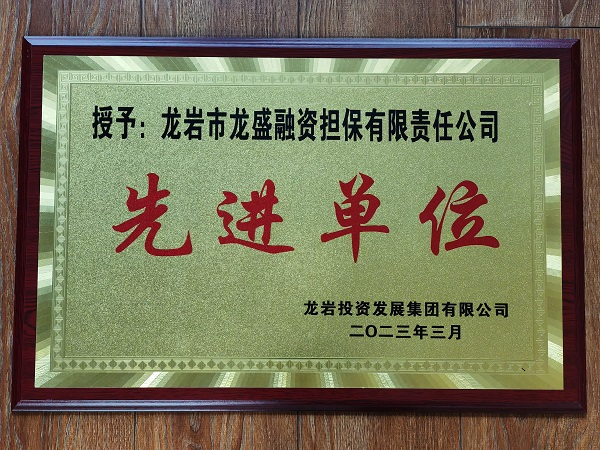 授予：龙岩市龙盛融资担保有限责任公司
先进单位
龙岩投资发展集团有限公司
二〇二三年三月